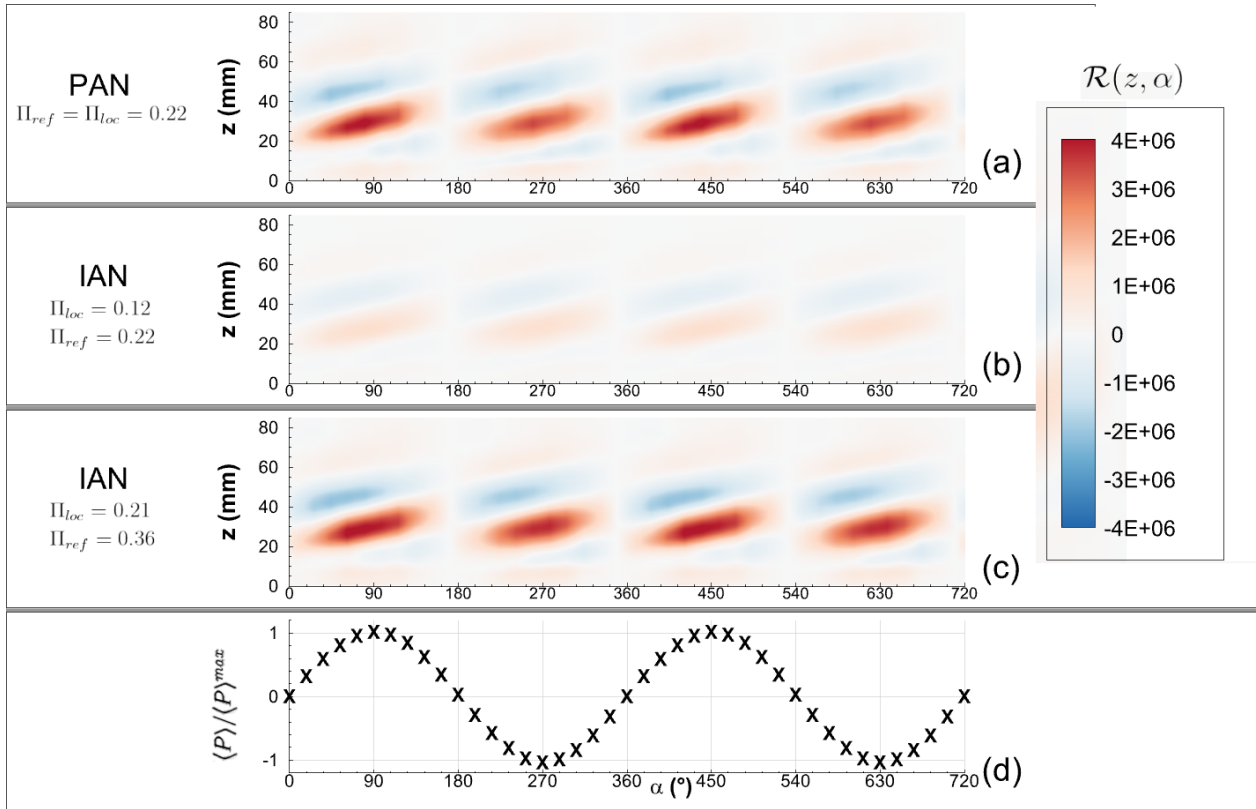 PAN
Π_ref = Π_loc = 0.22
z (mm)
80
60
40
20
0
0 90 180 270 360 450 540 630 720
(a)
IAN
Π_loc = 0.12
Π_ref = 0.22
z (mm)
80
60
40
20
0
0 90 180 270 360 450 540 630 720
(b)
IAN
Π_loc = 0.21
Π_ref = 0.36
z (mm)
80
60
40
20
0
0 90 180 270 360 450 540 630 720
(c)
⟨P⟩/⟨P⟩^max
1
0
-1
0 90 180 270 360 450 540 630 720
α (°)
(d)
R(z, α)
4E+06
3E+06
2E+06
1E+06
0
-1E+06
-2E+06
-3E+06
-4E+06